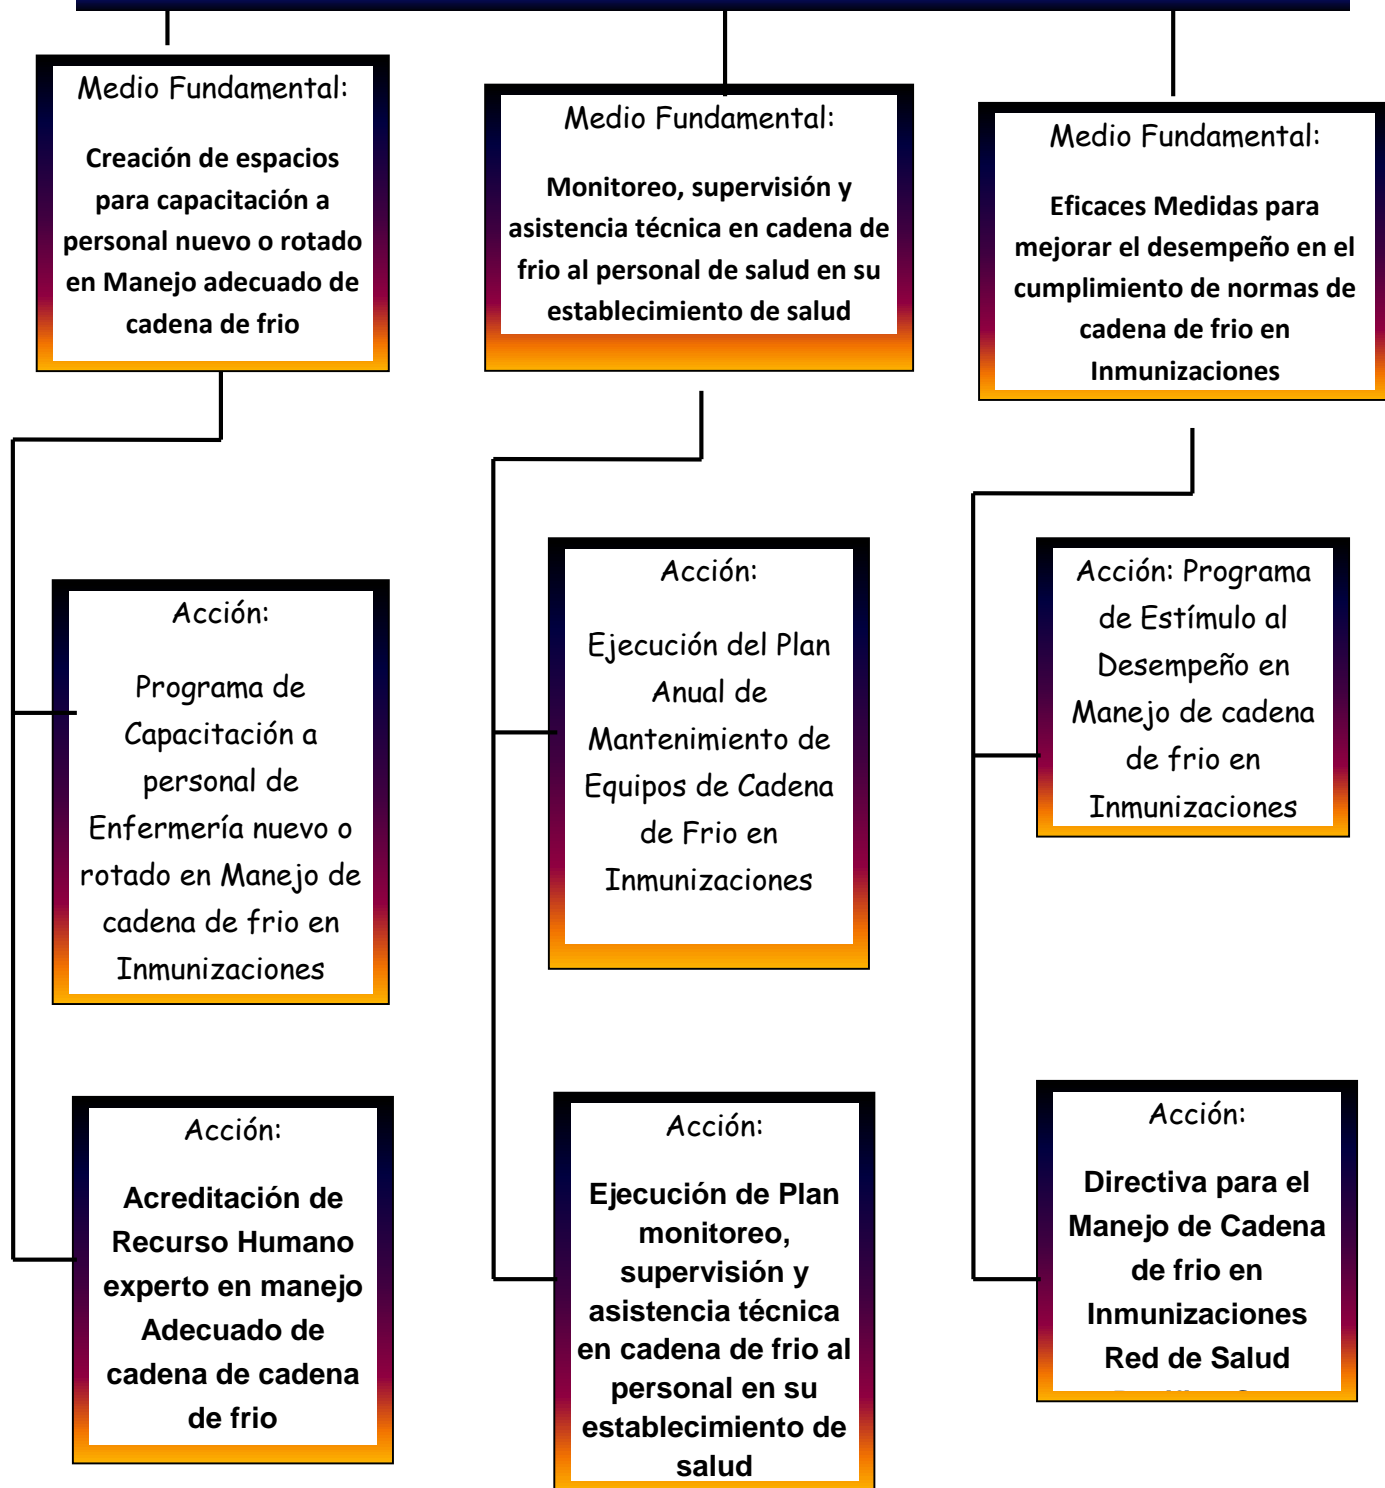 Medio Fundamental:
Creación de espacios
para capacitación a
personal nuevo o rotado
en Manejo adecuado de
cadena de frio
Medio Fundamental:
Monitoreo, supervisión y
asistencia técnica en cadena de
frio al personal de salud en su
establecimiento de salud
Medio Fundamental:
Eficaces Medidas para
mejorar el desempeño en el
cumplimiento de normas de
cadena de frio en
Inmunizaciones
Acción:
Programa de
Capacitación a
personal de
Enfermería nuevo o
rotado en Manejo de
cadena de frio en
Inmunizaciones
Acción:
Ejecución del Plan
Anual de
Mantenimiento de
Equipos de Cadena
de Frio en
Inmunizaciones
Acción: Programa
de Estímulo al
Desempeño en
Manejo de cadena
de frio en
Inmunizaciones
Acción:
Acreditación de
Recurso Humano
experto en manejo
Adecuado de
cadena de cadena
de frio
Acción:
Ejecución de Plan
monitoreo,
supervisión y
asistencia técnica
en cadena de frio al
personal en su
establecimiento de
salud
Acción:
Directiva para el
Manejo de Cadena
de frio en
Inmunizaciones
Red de Salud